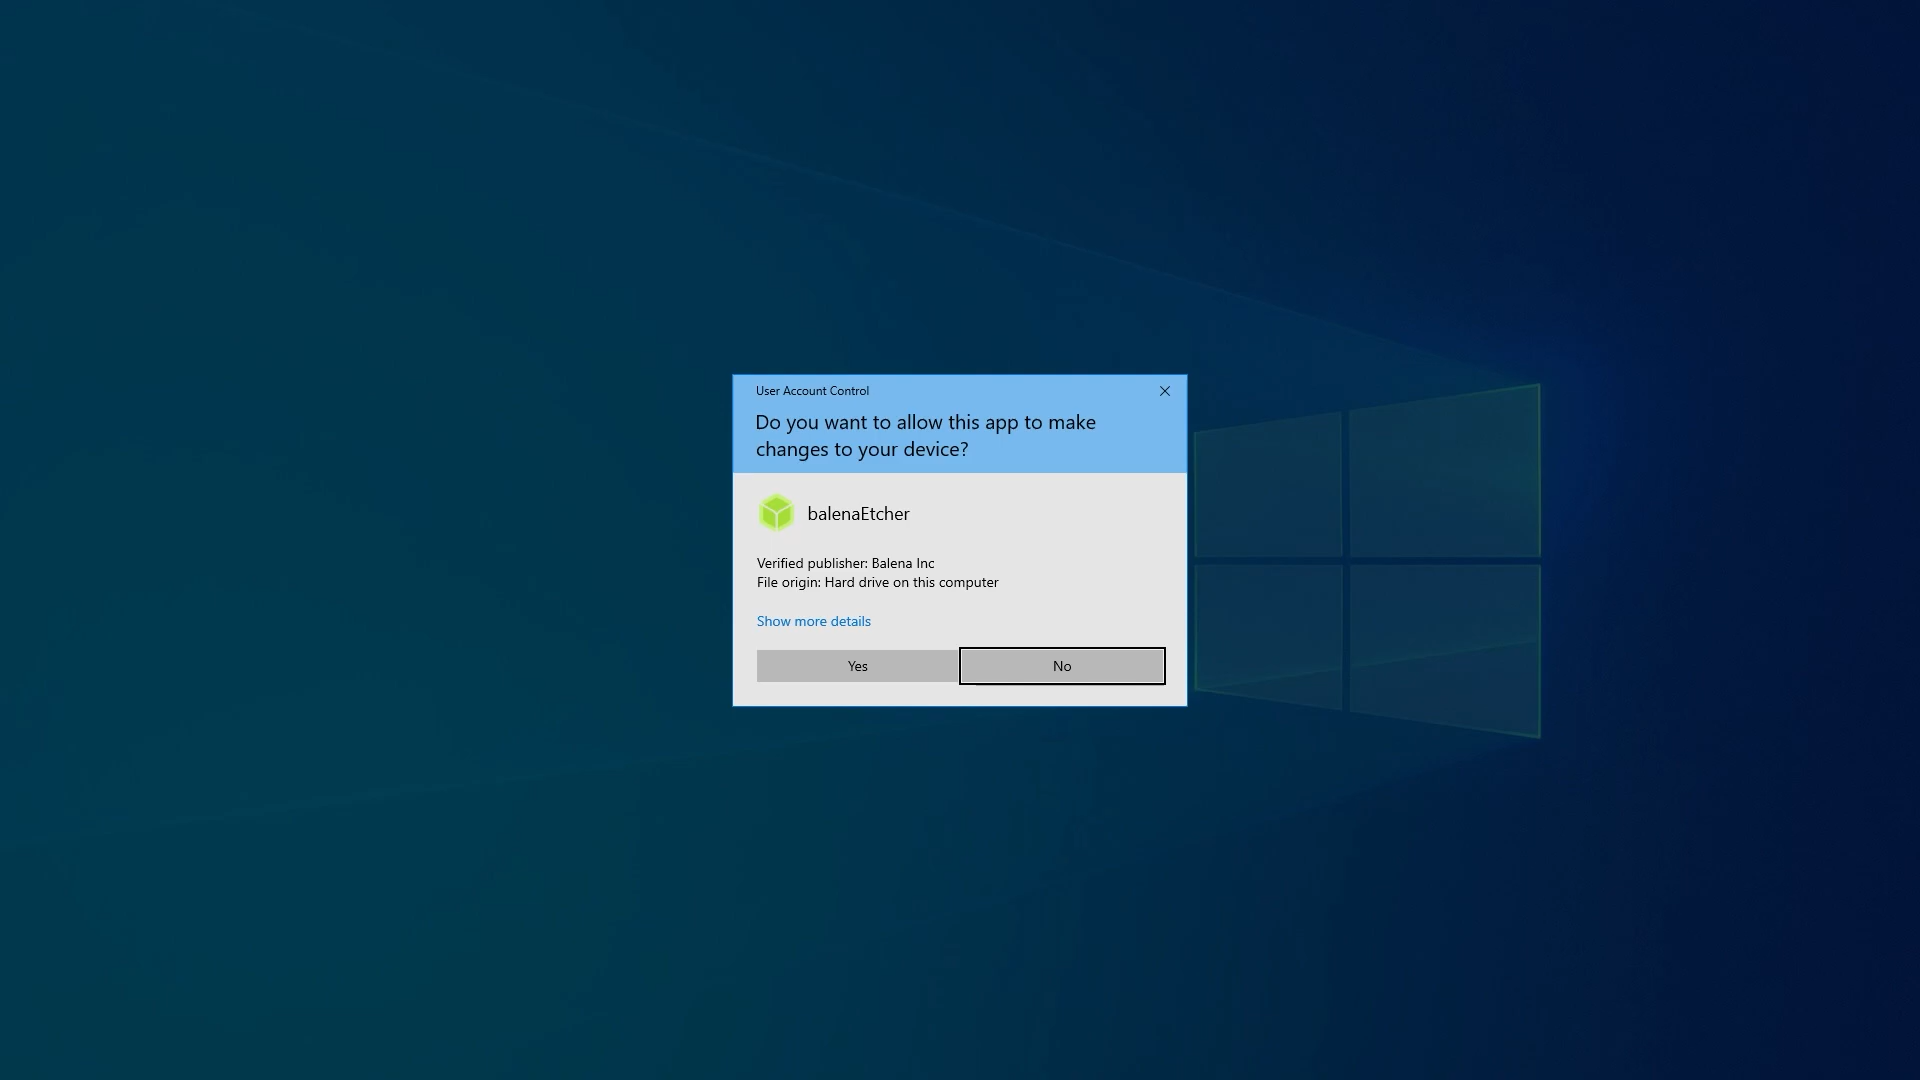 User Account Control
Do you want to allow this app to make
changes to your device?
balenaEtcher
Verified publisher: Balena Inc
File origin: Hard drive on this computer
Show more details
Yes
No